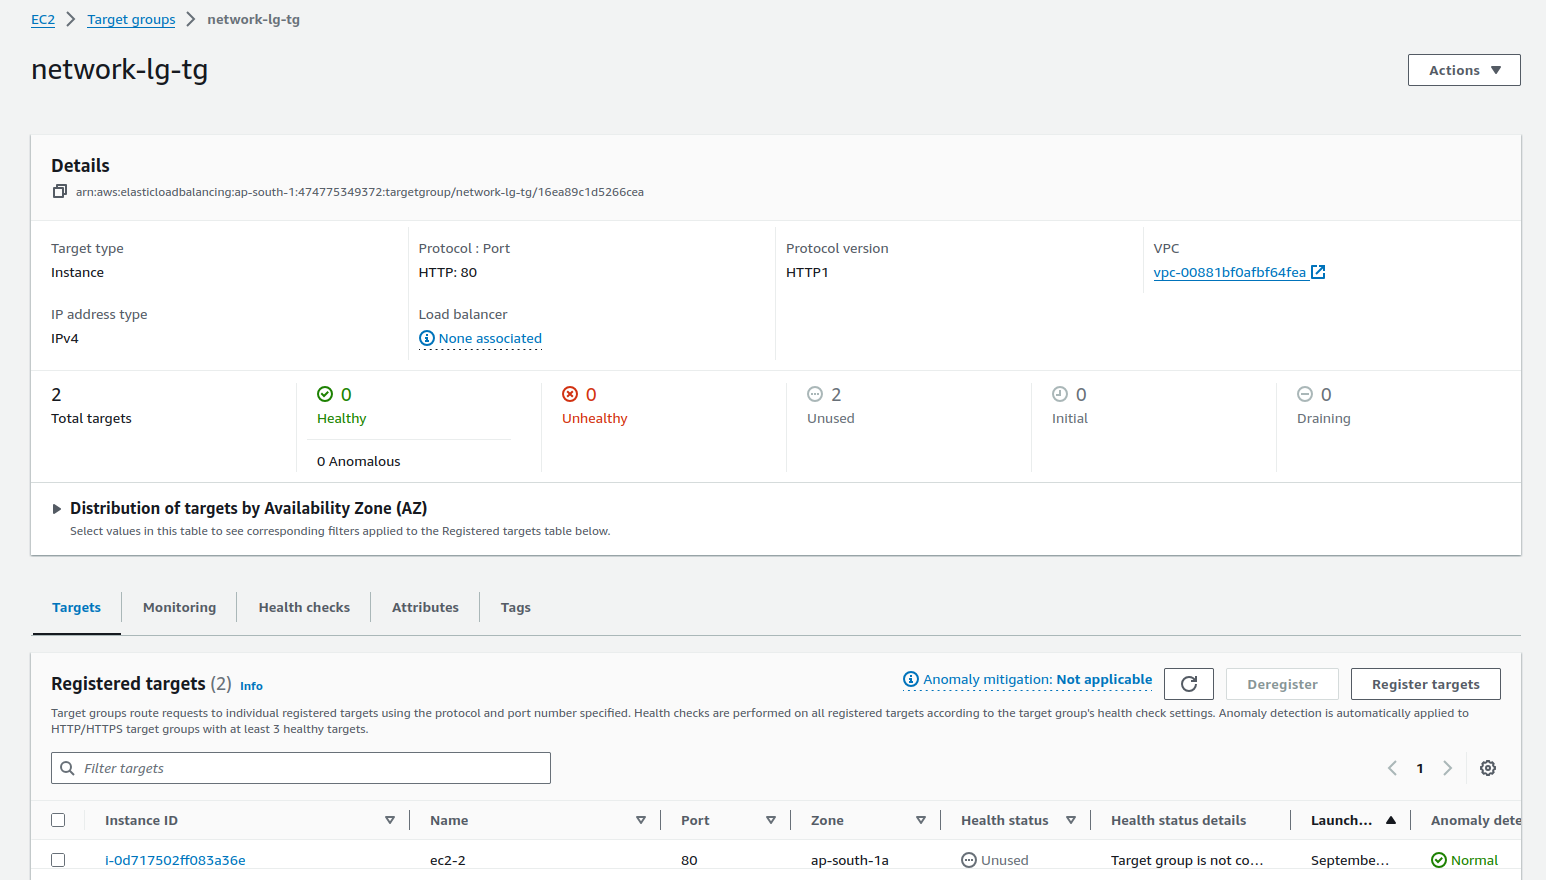 EC2 > Target groups > network-lg-tg
network-lg-tg
Actions
Details
arn:aws:elasticloadbalancing:ap-south-1:474775349372:targetgroup/network-lg-tg/16ea89c1d5266cea
Target type
Instance
Protocol : Port
HTTP: 80
Protocol version
HTTP1
VPC
vpc-00881bf0afbf64fea
IP address type
IPv4
Load balancer
None associated
2
Total targets
0
Healthy
0 Anomalous
0
Unhealthy
2
Unused
0
Initial
0
Draining
Distribution of targets by Availability Zone (AZ)
Select values in this table to see corresponding filters applied to the Registered targets table below.
Targets Monitoring Health checks Attributes Tags
Registered targets (2) Info
Anomaly mitigation: Not applicable
Deregister
Register targets
Target groups route requests to individual registered targets using the protocol and port number specified. Health checks are performed on all registered targets according to the target group's health check settings. Anomaly detection is automatically applied to
HTTP/HTTPS target groups with at least 3 healthy targets.
Filter targets
1
Instance ID Name Port Zone Health status Health status details Launch... Anomaly dete
i-0d717502ff083a36e ec2-2 80 ap-south-1a Unused Target group is not co... Septembe... Normal